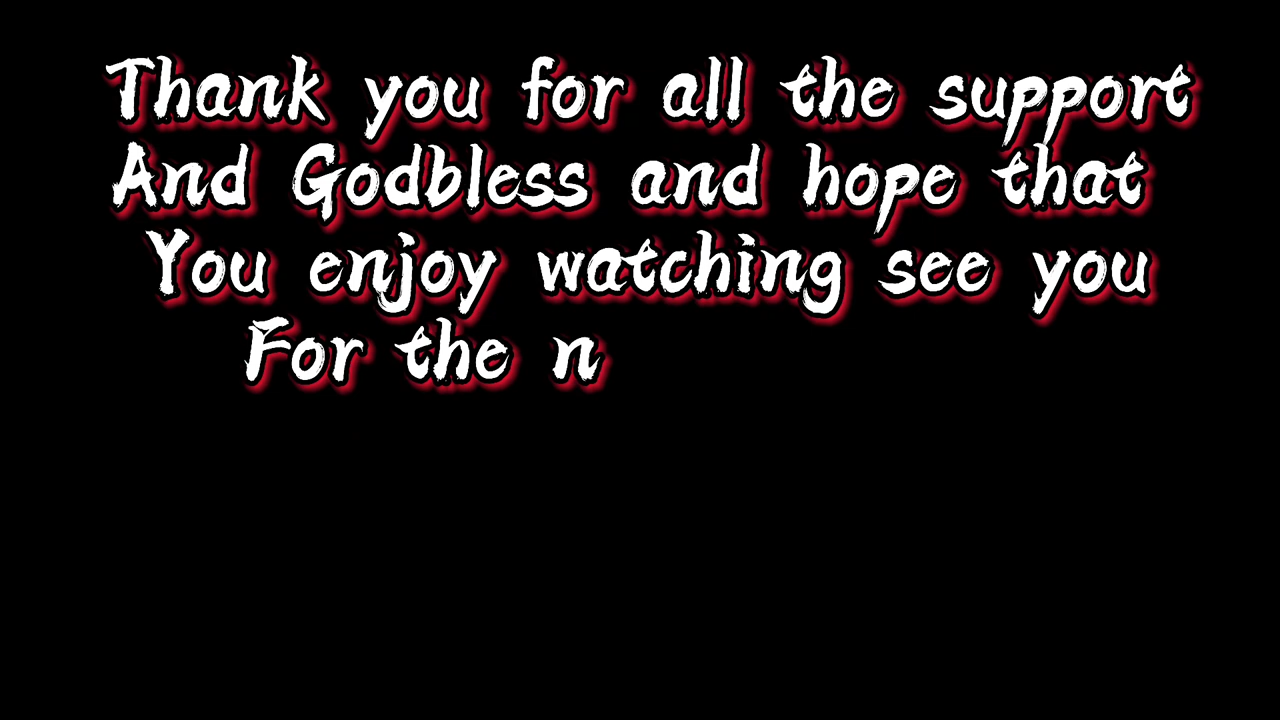 Thank you for all the support
And Godbless and hope that
You enjoy watching see you
For the n